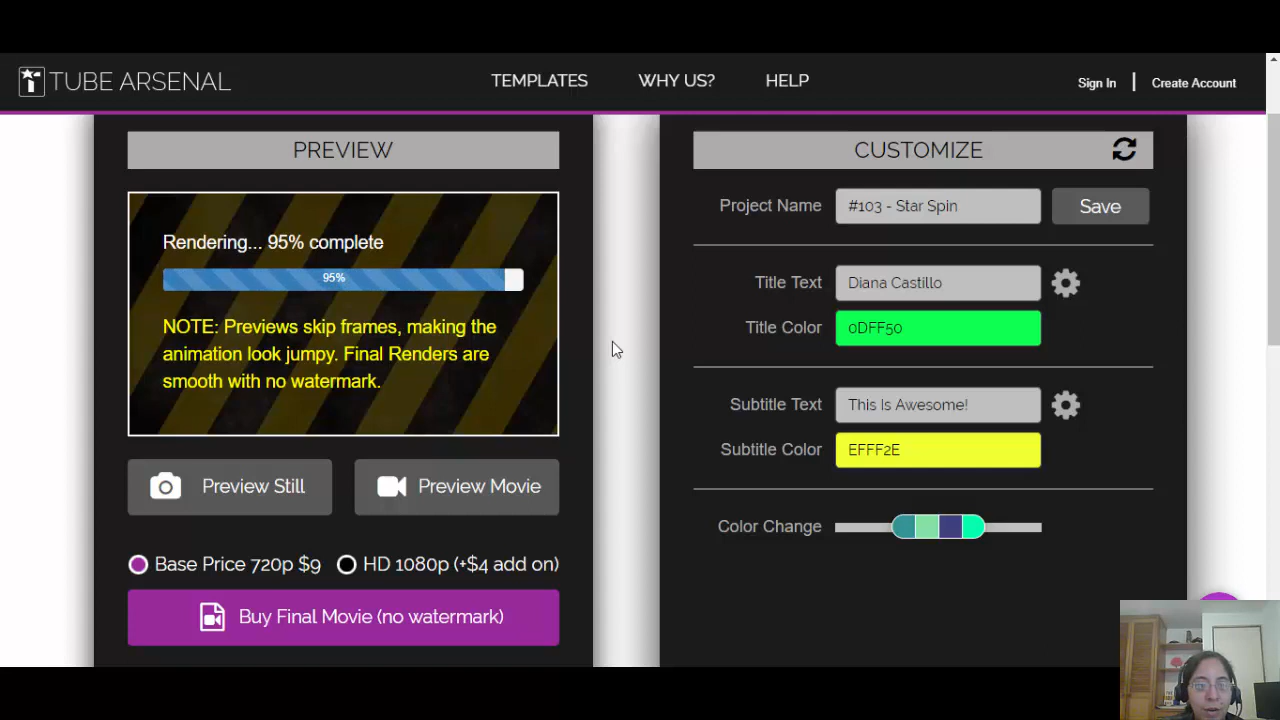 TUBE ARSENAL
TEMPLATES
WHY US?
HELP
Sign In | Create Account
PREVIEW
Rendering... 95% complete
95%
NOTE: Previews skip frames, making the
animation look jumpy. Final Renders are
smooth with no watermark.
Preview Still
Preview Movie
Base Price 720p $9
HD 1080p (+$4 add on)
Buy Final Movie (no watermark)
CUSTOMIZE
Project Name
#103 - Star Spin
Save
Title Text
Diana Castillo
Title Color
0DFF50
Subtitle Text
This Is Awesome!
Subtitle Color
EFFF2E
Color Change